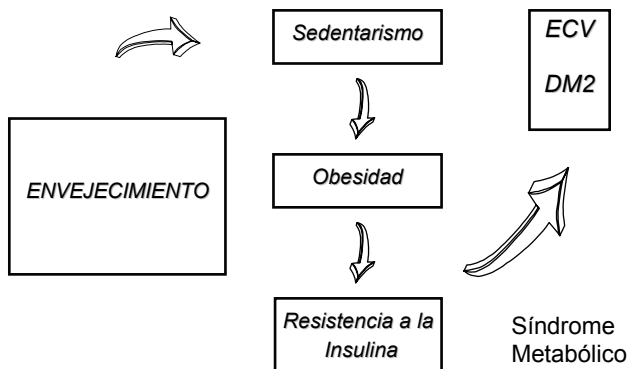 Sedentarismo
ECV
DM2
ENVEJECIMIENTO
Obesidad
Resistencia a la
Insulina
Síndrome
Metabólico